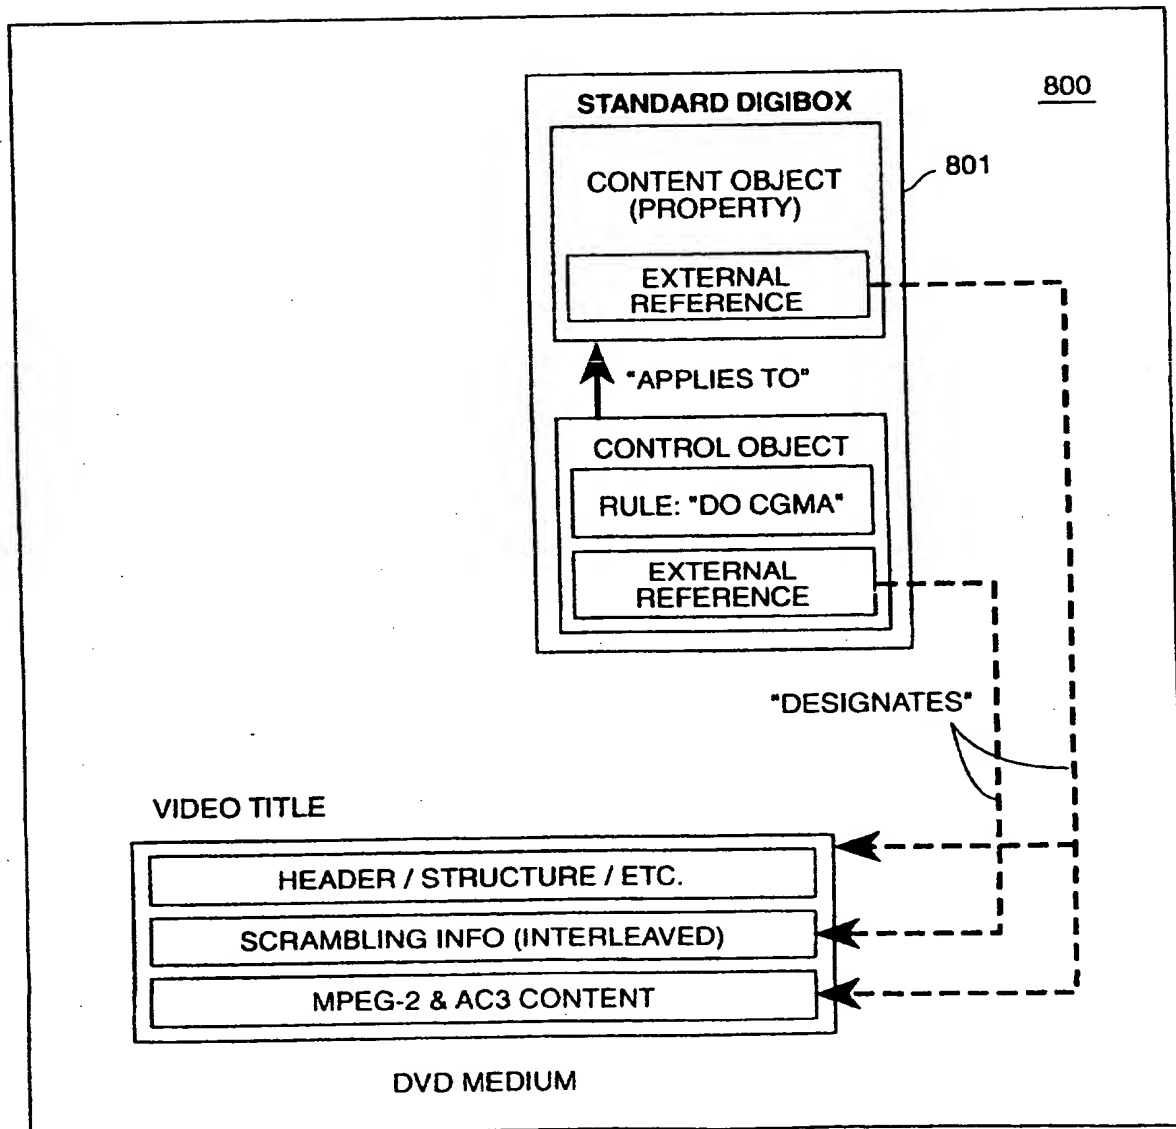 800
STANDARD DIGIBOX
801
CONTENT OBJECT
(PROPERTY)
EXTERNAL
REFERENCE
"APPLIES TO"
CONTROL OBJECT
RULE: "DO CGMA"
EXTERNAL
REFERENCE
"DESIGNATES"
VIDEO TITLE
HEADER / STRUCTURE / ETC.
SCRAMBLING INFO (INTERLEAVED)
MPEG-2 & AC3 CONTENT
DVD MEDIUM